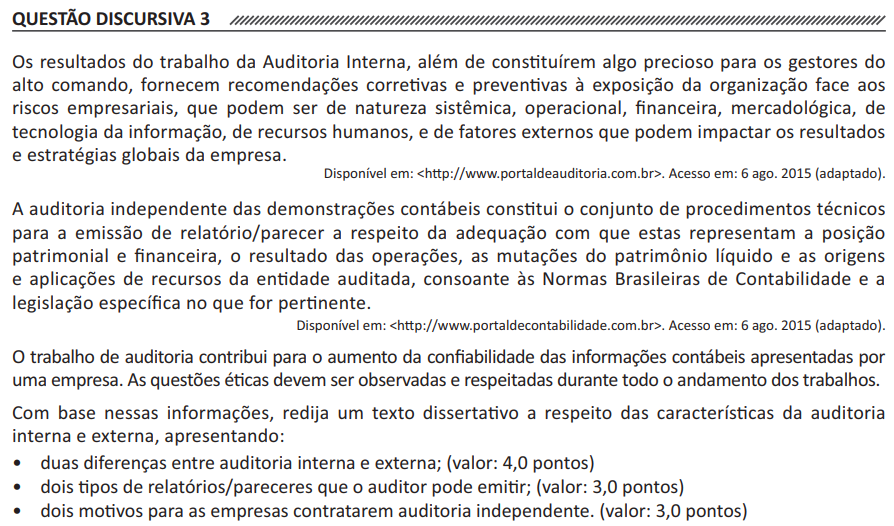 QUESTÃO DISCURSIVA 3
Os resultados do trabalho da Auditoria Interna, além de constituírem algo precioso para os gestores do
alto comando, fornecem recomendações corretivas e preventivas à exposição da organização face aos
riscos empresariais, que podem ser de natureza sistêmica, operacional, financeira, mercadológica, de
tecnologia da informação, de recursos humanos, e de fatores externos que podem impactar os resultados
e estratégias globais da empresa.
Disponível em: <http://www.portaldeauditoria.com.br>. Acesso em: 6 ago. 2015 (adaptado).
A auditoria independente das demonstrações contábeis constitui o conjunto de procedimentos técnicos
para a emissão de relatório/parecer a respeito da adequação com que estas representam a posição
patrimonial e financeira, o resultado das operações, as mutações do patrimônio líquido e as origens
e aplicações de recursos da entidade auditada, consoante às Normas Brasileiras de Contabilidade e a
legislação específica no que for pertinente.
Disponível em: <http://www.portaldecontabilidade.com.br>. Acesso em: 6 ago. 2015 (adaptado).
O trabalho de auditoria contribui para o aumento da confiabilidade das informações contábeis apresentadas por
uma empresa. As questões éticas devem ser observadas e respeitadas durante todo o andamento dos trabalhos.
Com base nessas informações, redija um texto dissertativo a respeito das características da auditoria
interna e externa, apresentando:
• duas diferenças entre auditoria interna e externa; (valor: 4,0 pontos)
• dois tipos de relatórios/pareceres que o auditor pode emitir; (valor: 3,0 pontos)
• dois motivos para as empresas contratarem auditoria independente. (valor: 3,0 pontos)